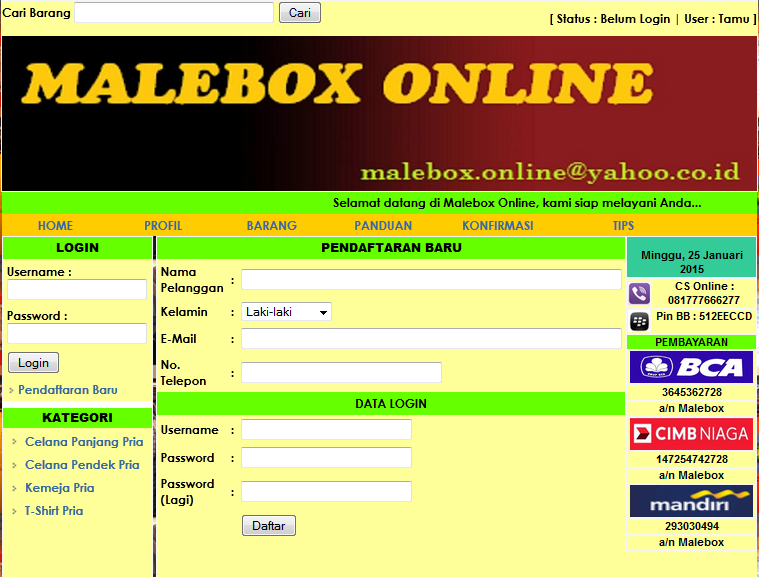 Cari Barang
Cari
[ Status : Belum Login | User : Tamu ]
MALEBOX ONLINE
malebox.online@yahoo.co.id
Selamat datang di Malebox Online, kami siap melayani Anda...
HOME PROFIL BARANG PANDUAN KONFIRMASI TIPS
LOGIN
Username :
Password :
Login
Pendaftaran Baru
KATEGORI
Celana Panjang Pria
Celana Pendek Pria
Kemeja Pria
T-Shirt Pria
PENDAFTARAN BARU
Nama
Pelanggan :
Kelamin : Laki-laki
E-Mail :
No.
Telepon :
DATA LOGIN
Username :
Password :
Password
(Lagi) :
Daftar
Minggu, 25 Januari
2015
CS Online :
081777666277
Pin BB : 512EECCD
PEMBAYARAN
BCA
3645362728
a/n Malebox
CIMB NIAGA
147254742728
a/n Malebox
mandiri
293030494
a/n Malebox